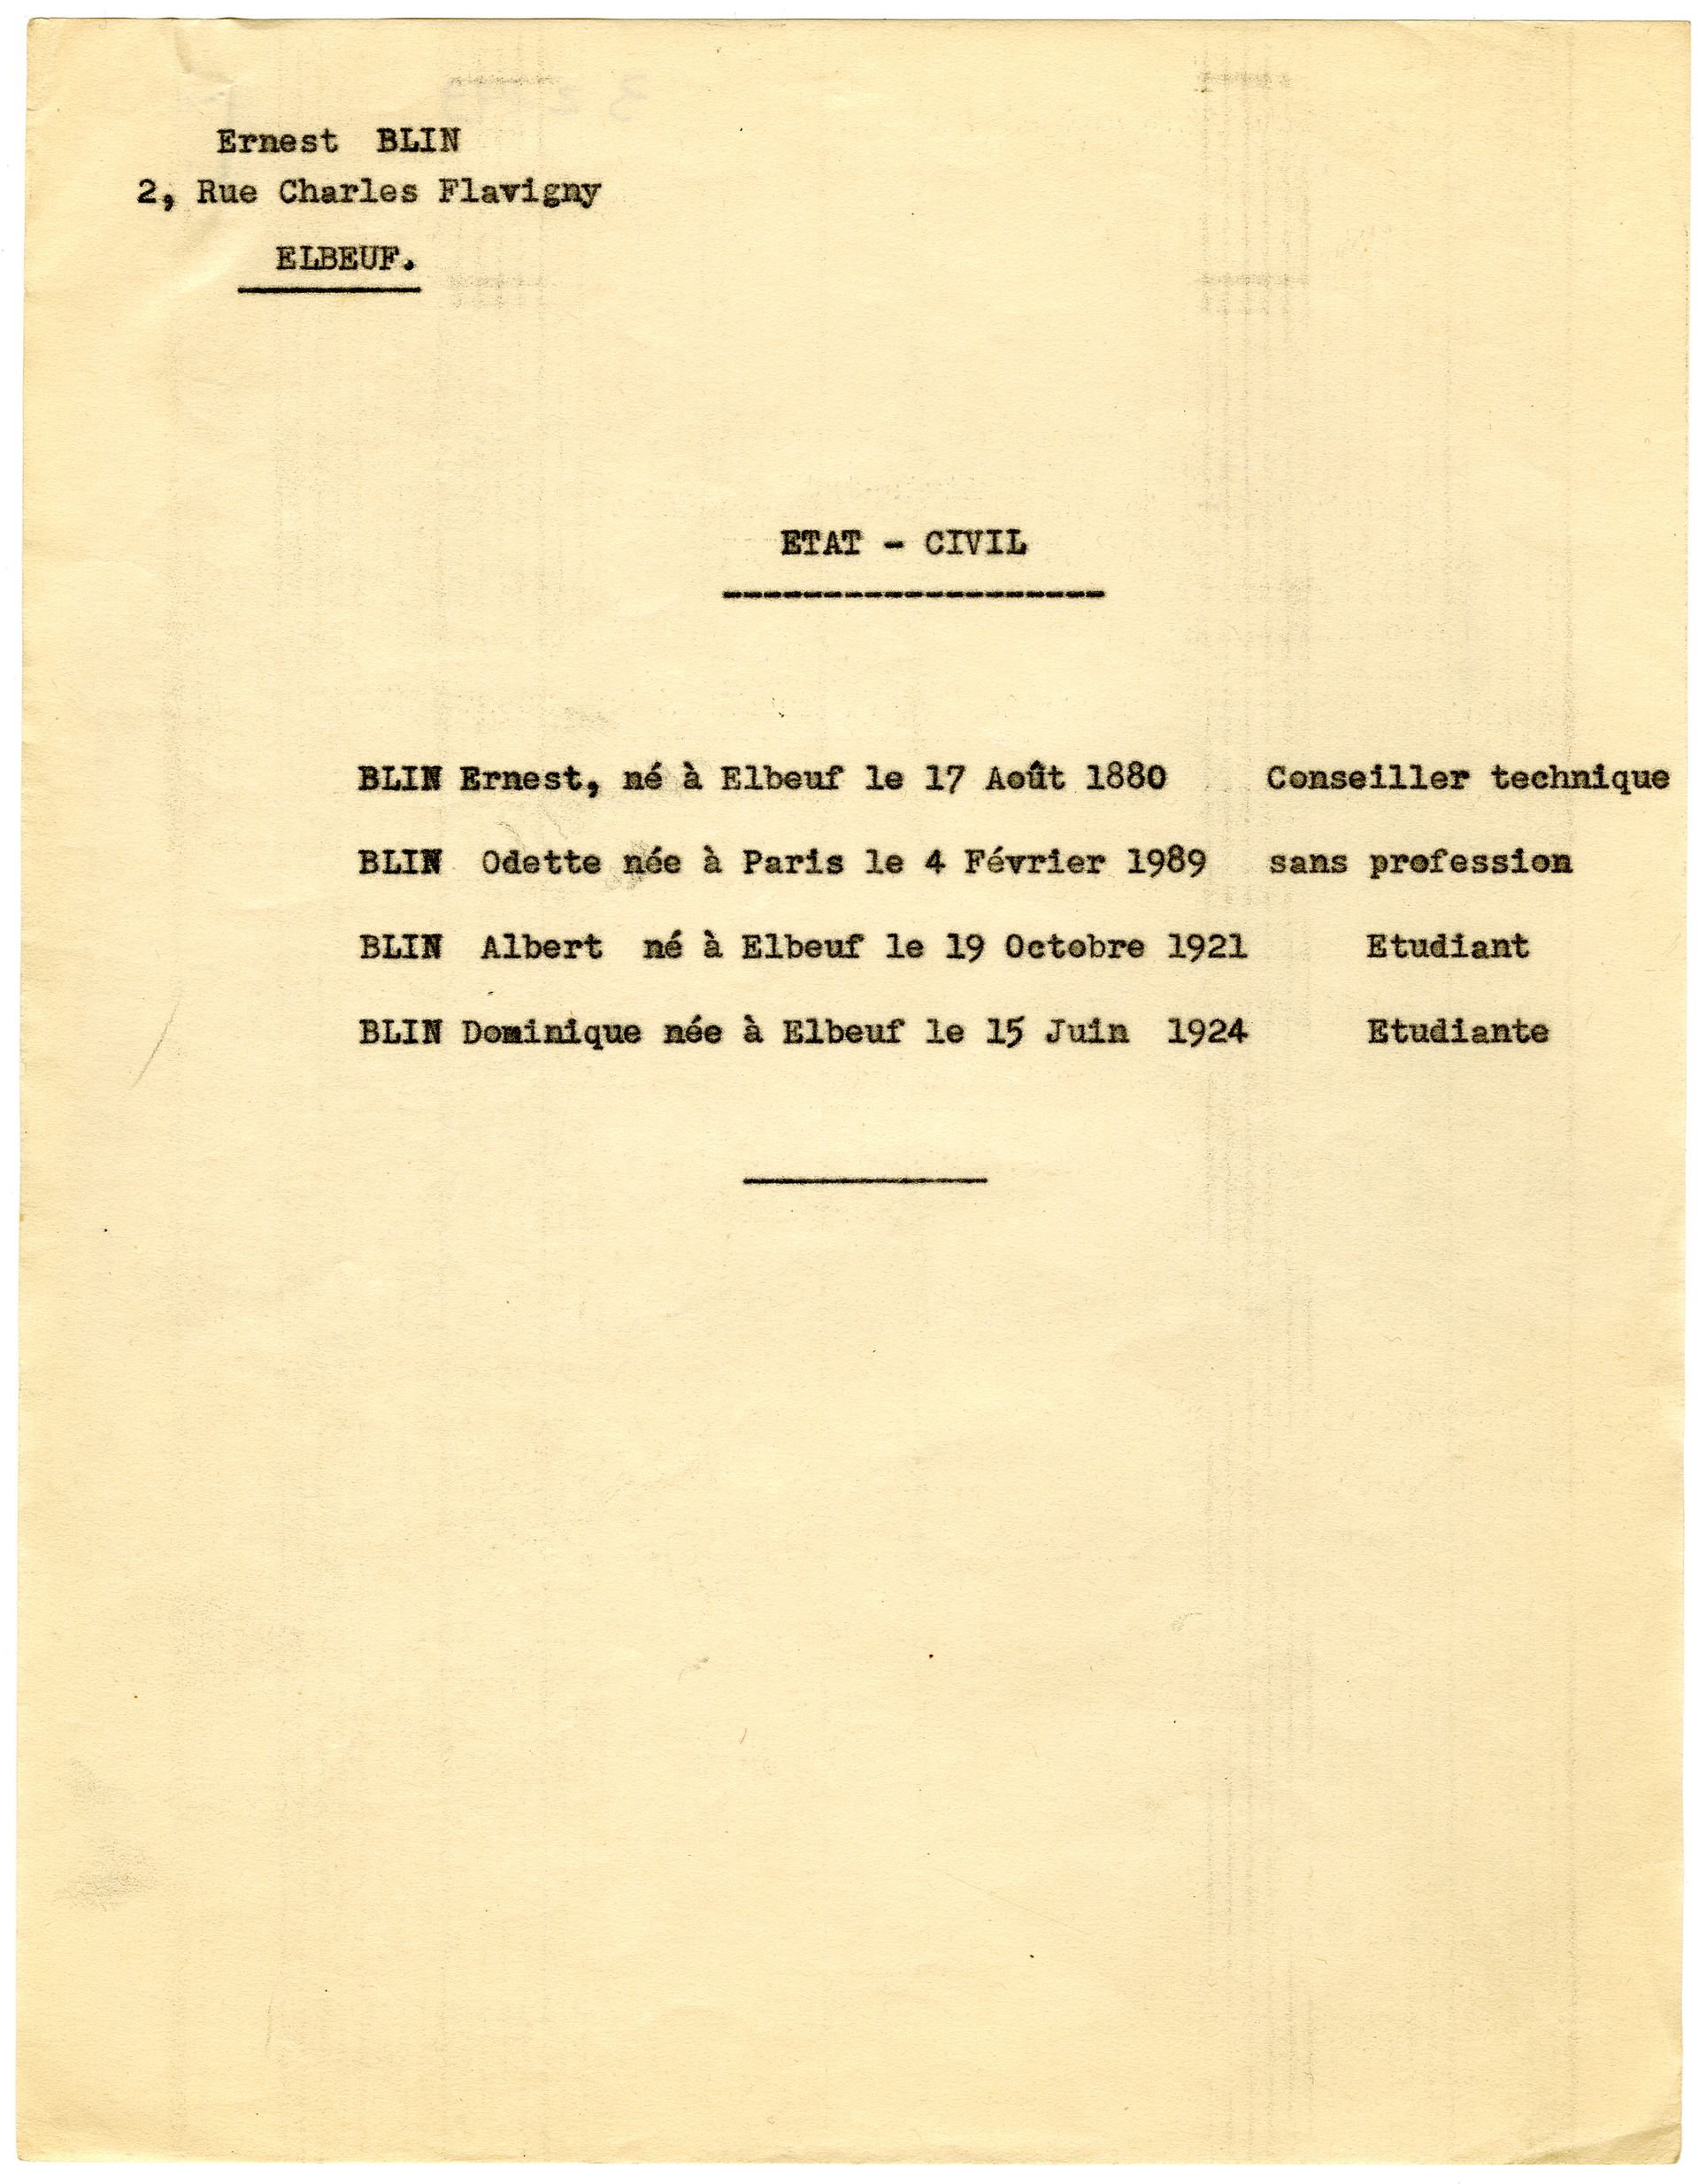 Ernest BLIN
2, Rue Charles Flavigny
ELBEUF.
ETAT - CIVIL
BLIN Ernest, né à Elbeuf le 17 Août 1880 Conseiller technique
BLIN Odette née à Paris le 4 Février 1989 sans profession
BLIN Albert né à Elbeuf le 19 Octobre 1921 Etudiant
BLIN Dominique née à Elbeuf le 15 Juin 1924 Etudiante